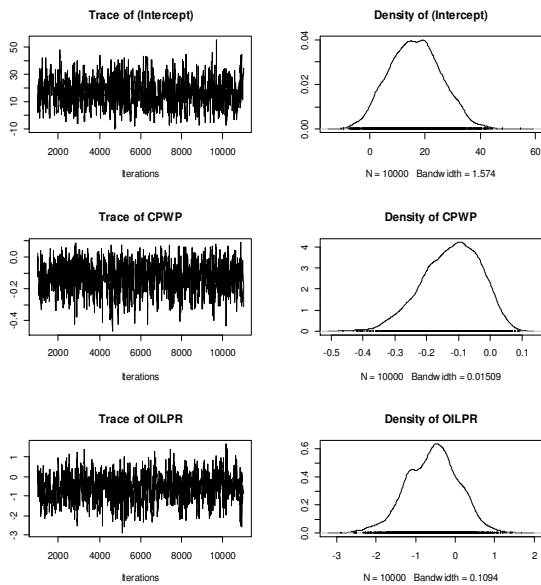 Trace of (Intercept)
50
30
10
-10
2000 4000 6000 8000 10000
Iterations
Density of (Intercept)
0.04
0.02
0.00
0 20 40 60
N = 10000 Bandwidth = 1.574
Trace of CPWP
0.0
-0.2
-0.4
2000 4000 6000 8000 10000
Iterations
Density of CPWP
4
3
2
1
0
-0.5 -0.3 -0.1 0.0 0.1
N = 10000 Bandwidth = 0.01509
Trace of OILPR
1
0
-1
-2
-3
2000 4000 6000 8000 10000
Iterations
Density of OILPR
0.6
0.4
0.2
0.0
-3 -2 -1 0 1 2
N = 10000 Bandwidth = 0.1094